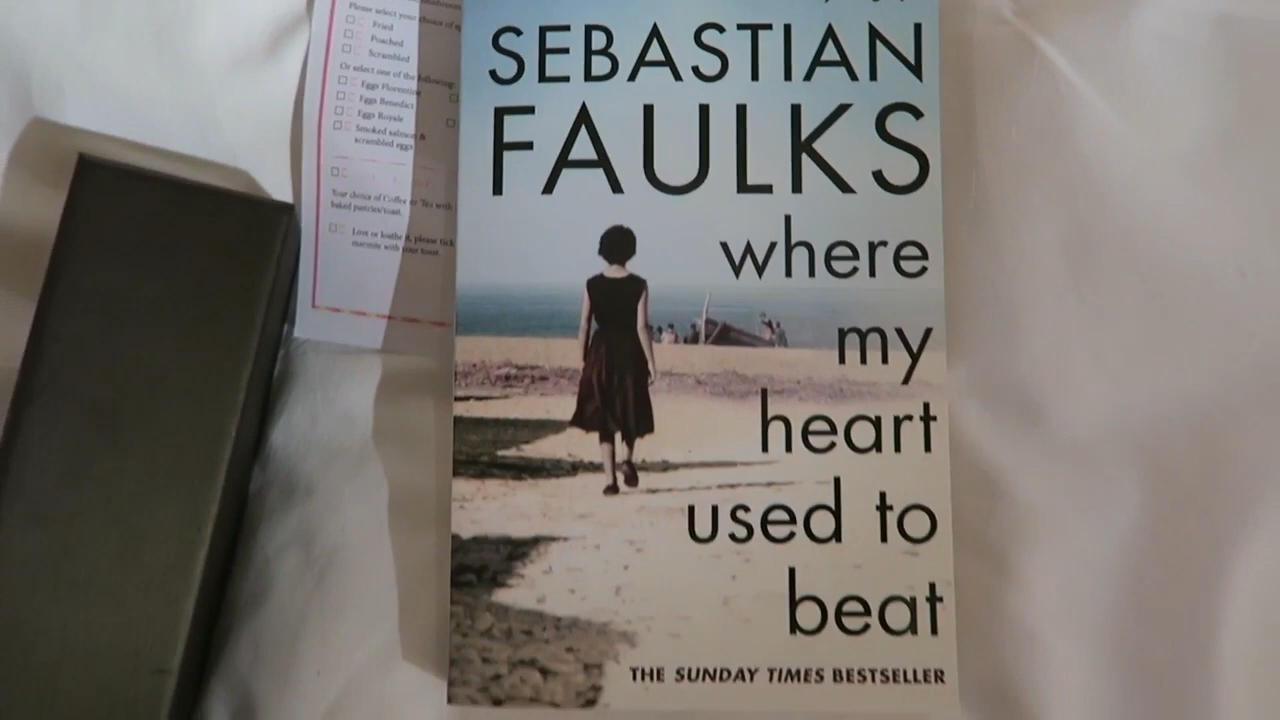 Please select your choice of
Fried
Poached
Scrambled
Or select one of the following:
Eggs Florentine
Eggs Benedict
Eggs Royale
Smoked salmon &
scrambled eggs
Your choice of Coffee or Tea with
baked pastries/toast.
Love or loathe it, please tick
marmite with your toast.
SEBASTIAN
FAULKS
where
my
heart
used to
beat
THE SUNDAY TIMES BESTSELLER